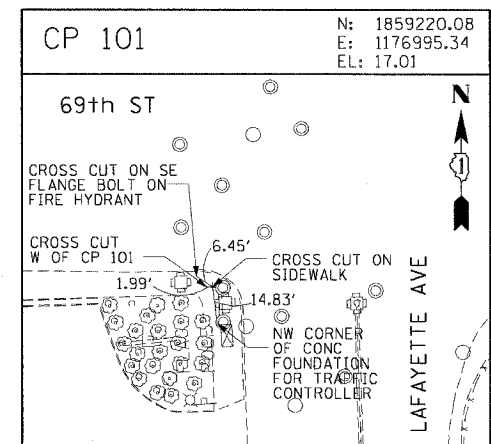 CP 101
N: 1859220.08
E: 1176995.34
EL: 17.01
69th ST
N
1
CROSS CUT ON SE
FLANGE BOLT ON
FIRE HYDRANT
CROSS CUT
W OF CP 101
6.45'
CROSS CUT ON
SIDEWALK
1.99'
14.83'
NW CORNER
OF CONC
FOUNDATION
FOR TRAFFIC
CONTROLLER
LAFAYETTE AVE